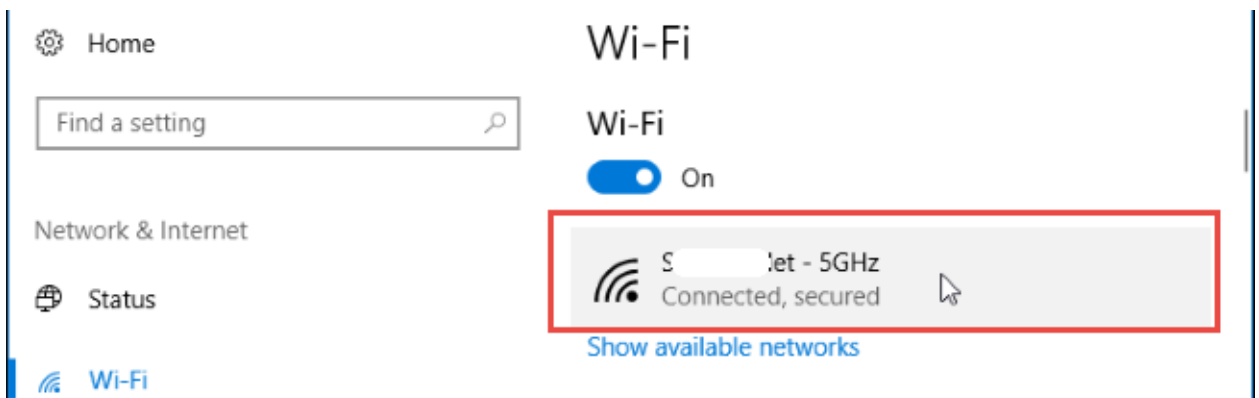 Home
Find a setting
Network & Internet
Status
Wi-Fi
Wi-Fi
Wi-Fi
On
- 5GHz
Connected, secured
Show available networks